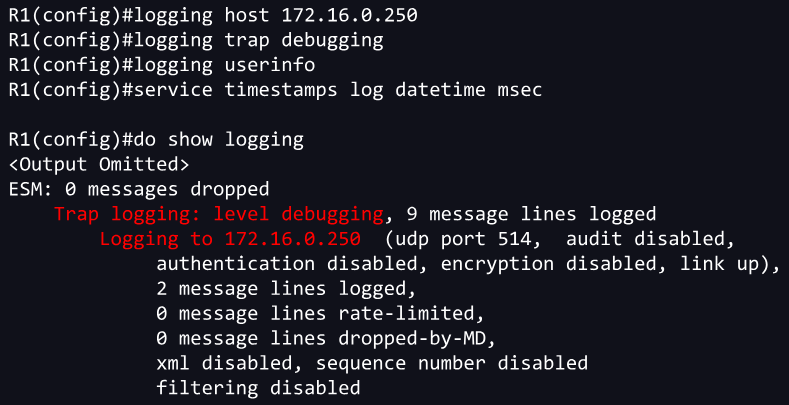 R1(config)#logging host 172.16.0.250
R1(config)#logging trap debugging
R1(config)#logging userinfo
R1(config)#service timestamps log datetime msec
R1(config)#do show logging
<Output Omitted>
ESM: 0 messages dropped
Trap logging: level debugging, 9 message lines logged
Logging to 172.16.0.250 (udp port 514, audit disabled,
authentication disabled, encryption disabled, link up),
2 message lines logged,
0 message lines rate-limited,
0 message lines dropped-by-MD,
xml disabled, sequence number disabled
filtering disabled